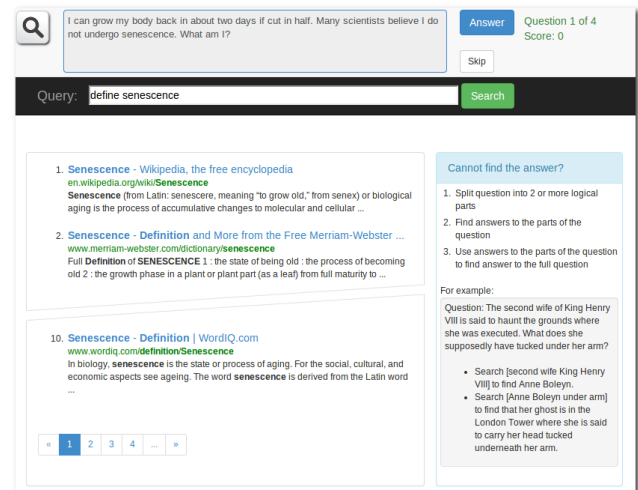 I can grow my body back in about two days if cut in half. Many scientists believe I do
not undergo senescence. What am I?
Answer
Question 1 of 4
Score: 0
Skip
Query:
define senescence
Search
1. Senescence - Wikipedia, the free encyclopedia
en.wikipedia.org/wiki/Senescence
Senescence (from Latin: senescere, meaning “to grow old,” from senex) or biological
aging is the process of accumulative changes to molecular and cellular ...
2. Senescence - Definition and More from the Free Merriam-Webster ...
www.merriam-webster.com/dictionary/senescence
Full Definition of SENESCENCE 1 : the state of being old : the process of becoming
old 2 : the growth phase in a plant or plant part (as a leaf) from full maturity to ...
10. Senescence - Definition | WordIQ.com
www.wordiq.com/definition/Senescence
In biology, senescence is the state or process of aging. For the social, cultural, and
economic aspects see ageing. The word senescence is derived from the Latin word
...
« 1 2 3 4 ... »
Cannot find the answer?
1. Split question into 2 or more logical
parts
2. Find answers to the parts of the
question
3. Use answers to the parts of the question
to find answer to the full question
For example:
Question: The second wife of King Henry
VIII is said to haunt the grounds where
she was executed. What does she
supposedly have tucked under her arm?
• Search [second wife King Henry
VIII] to find Anne Boleyn.
• Search [Anne Boleyn under arm]
to find that her ghost is in the
London Tower where she is said
to carry her head tucked
underneath her arm.